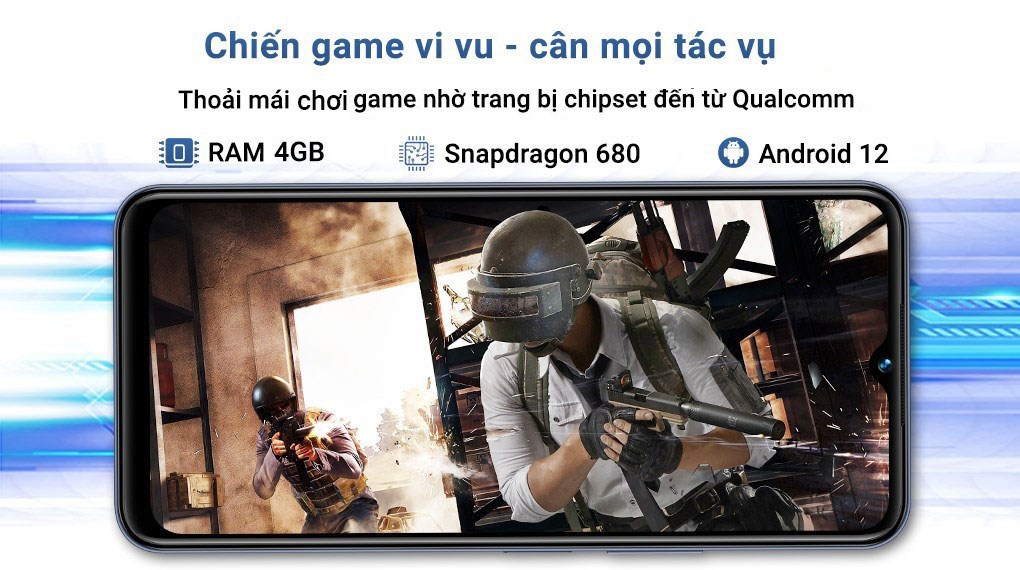 Chiến game vi vu - cân mọi tác vụ
Thoải mái chơi game nhờ trang bị chipset đến từ Qualcomm
RAM 4GB Snapdragon 680 Android 12